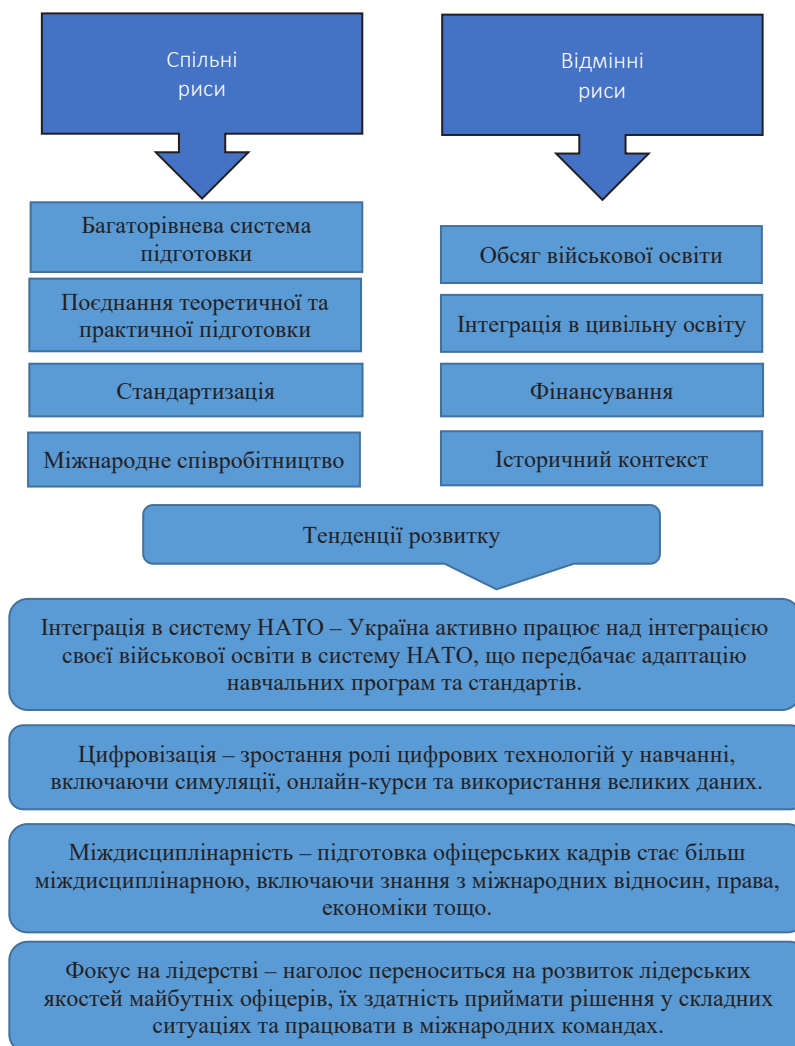 Спільні
риси
Багаторівнева система
підготовки
Поєднання теоретичної та
практичної підготовки
Стандартизація
Міжнародне співробітництво
Відмінні
риси
Обсяг військової освіти
Інтеграція в цивільну освіту
Фінансування
Історичний контекст
Тенденції розвитку
Інтеграція в систему НАТО – Україна активно працює над інтеграцією
своєї військової освіти в систему НАТО, що передбачає адаптацію
навчальних програм та стандартів.
Цифровізація – зростання ролі цифрових технологій у навчанні,
включаючи симуляції, онлайн-курси та використання великих даних.
Міждисциплінарність – підготовка офіцерських кадрів стає більш
міждисциплінарною, включаючи знання з міжнародних відносин, права,
економіки тощо.
Фокус на лідерстві – наголос переноситься на розвиток лідерських
якостей майбутніх офіцерів, їх здатність приймати рішення у складних
ситуаціях та працювати в міжнародних командах.